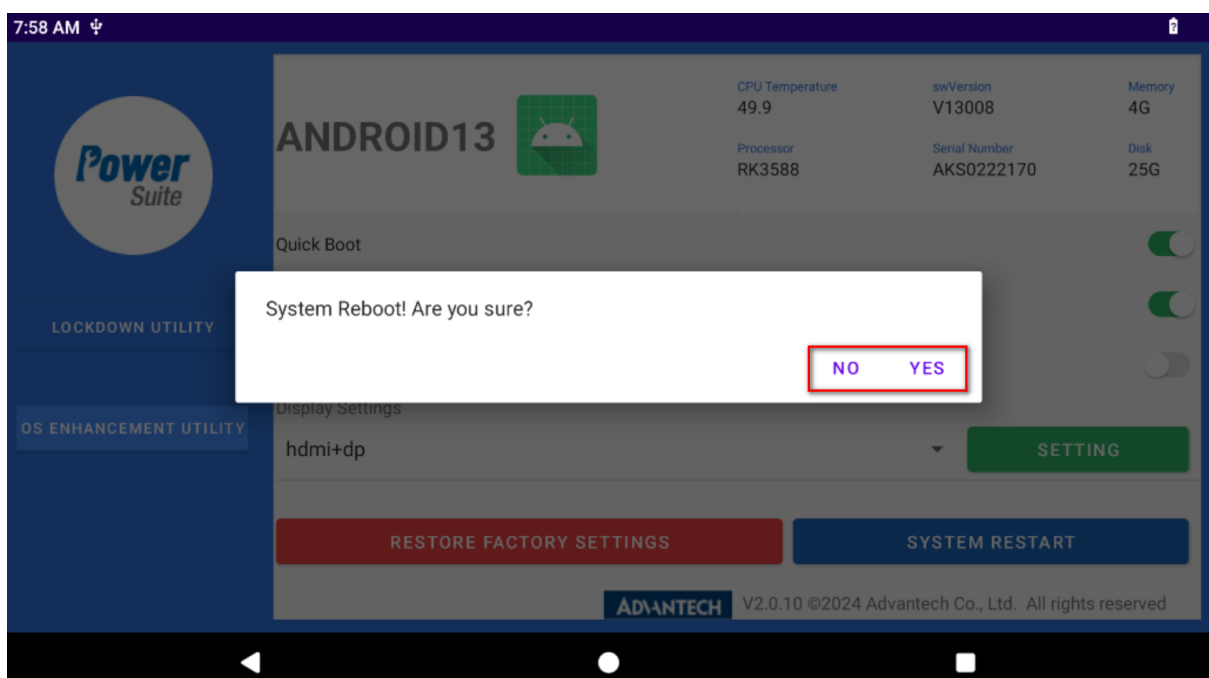 7:58 AM
Power
Suite
LOCKDOWN UTILITY
OS ENHANCEMENT UTILITY
ANDROID13
CPU Temperature
49.9
swVersion
V13008
Memory
4G
Processor
RK3588
Serial Number
AKS0222170
Disk
25G
Quick Boot
System Reboot! Are you sure?
NO YES
Display Settings
hdmi+dp
SETTING
RESTORE FACTORY SETTINGS
SYSTEM RESTART
ADVANTECH V2.0.10 ©2024 Advantech Co., Ltd. All rights reserved